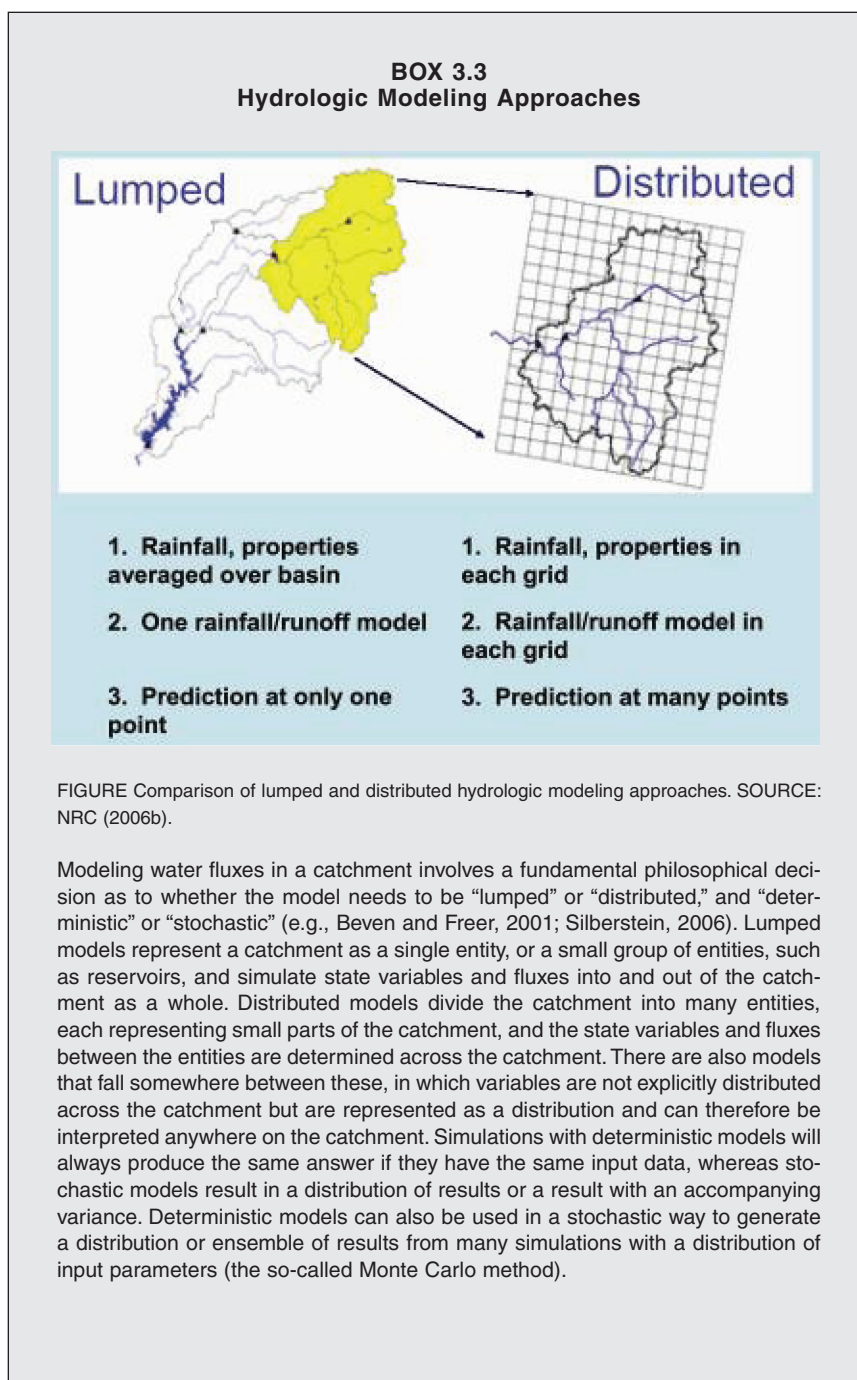 BOX 3.3
Hydrologic Modeling Approaches
Lumped
Distributed
1. Rainfall, properties
averaged over basin
2. One rainfall/runoff model
3. Prediction at only one
point
1. Rainfall, properties in
each grid
2. Rainfall/runoff model in
each grid
3. Prediction at many points
FIGURE Comparison of lumped and distributed hydrologic modeling approaches. SOURCE:
NRC (2006b).
Modeling water fluxes in a catchment involves a fundamental philosophical deci-
sion as to whether the model needs to be “lumped” or “distributed,” and “deter-
ministic” or “stochastic” (e.g., Beven and Freer, 2001; Silberstein, 2006). Lumped
models represent a catchment as a single entity, or a small group of entities, such
as reservoirs, and simulate state variables and fluxes into and out of the catch-
ment as a whole. Distributed models divide the catchment into many entities,
each representing small parts of the catchment, and the state variables and fluxes
between the entities are determined across the catchment. There are also models
that fall somewhere between these, in which variables are not explicitly distributed
across the catchment but are represented as a distribution and can therefore be
interpreted anywhere on the catchment. Simulations with deterministic models will
always produce the same answer if they have the same input data, whereas sto-
chastic models result in a distribution of results or a result with an accompanying
variance. Deterministic models can also be used in a stochastic way to generate
a distribution or ensemble of results from many simulations with a distribution of
input parameters (the so-called Monte Carlo method).